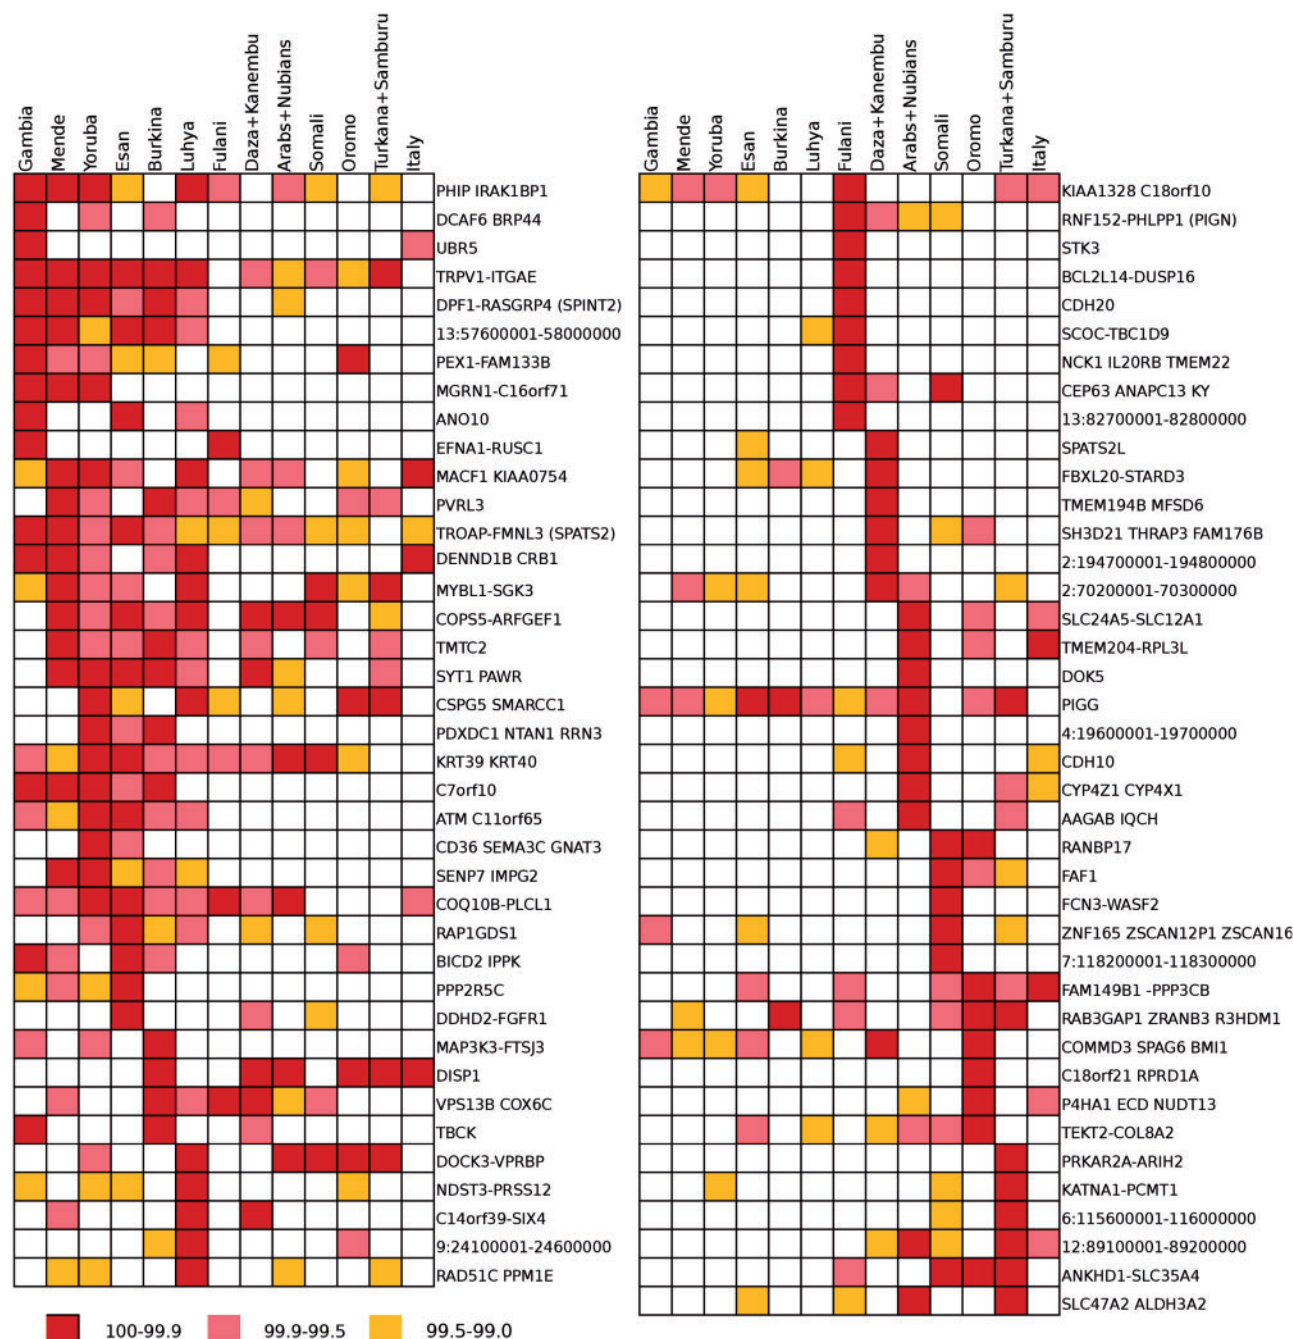 Gambia
Mende
Yoruba
Esan
Burkina
Luhya
Fulani
Daza+Kanembu
Arabs+Nubians
Somali
Oromo
Turkana+Samburu
Italy
PHIP IRAK1BP1
DCAF6 BRP44
UBR5
TRPV1-ITGAE
DPF1-RASGRP4 (SPINT2)
13:57600001-58000000
PEX1-FAM133B
MGRN1-C16orf71
ANO10
EFNA1-RUSC1
MACF1 KIAA0754
PVRL3
TROAP-FMNL3 (SPATS2)
DENND1B CRB1
MYBL1-SGK3
COPS5-ARFGEF1
TMTC2
SYT1 PAWR
CSPG5 SMARCC1
PDXDC1 NTAN1 RRN3
KRT39 KRT40
C7orf10
ATM C11orf65
CD36 SEMA3C GNAT3
SENP7 IMPG2
COQ10B-PLCL1
RAP1GDS1
BICD2 IPPK
PPP2R5C
DDHD2-FGFR1
MAP3K3-FTSJ3
DISP1
VPS13B COX6C
TBCK
DOCK3-VPRBP
NDST3-PRSS12
C14orf39-SIX4
9:24100001-24600000
RAD51C PPM1E
100-99.9
99.9-99.5
99.5-99.0
Gambia
Mende
Yoruba
Esan
Burkina
Luhya
Fulani
Daza+Kanembu
Arabs+Nubians
Somali
Oromo
Turkana+Samburu
Italy
KIAA1328 C18orf10
RNF152-PHLPP1 (PIGN)
STK3
BCL2L14-DUSP16
CDH20
SCOC-TBC1D9
NCK1 IL20RB TMEM22
CEP63 ANAPC13 KY
13:82700001-82800000
SPATS2L
FBXL20-STARD3
TMEM194B MFSD6
SH3D21 THRAP3 FAM176B
2:194700001-194800000
2:70200001-70300000
SLC24A5-SLC12A1
TMEM204-RPL3L
DOK5
PIGG
4:19600001-19700000
CDH10
CYP4Z1 CYP4X1
AAGAB IQCH
RANBP17
FAF1
FCN3-WASF2
ZNF165 ZSCAN12P1 ZSCAN16
7:118200001-118300000
FAM149B1 -PPP3CB
RAB3GAP1 ZRANB3 R3HDM1
COMMD3 SPAG6 BMI1
C18orf21 RPRD1A
P4HA1 ECD NUDT13
TEKT2-COL8A2
PRKAR2A-ARIH2
KATNA1-PCMT1
6:115600001-116000000
12:89100001-89200000
ANKHD1-SLC35A4
SLC47A2 ALDH3A2